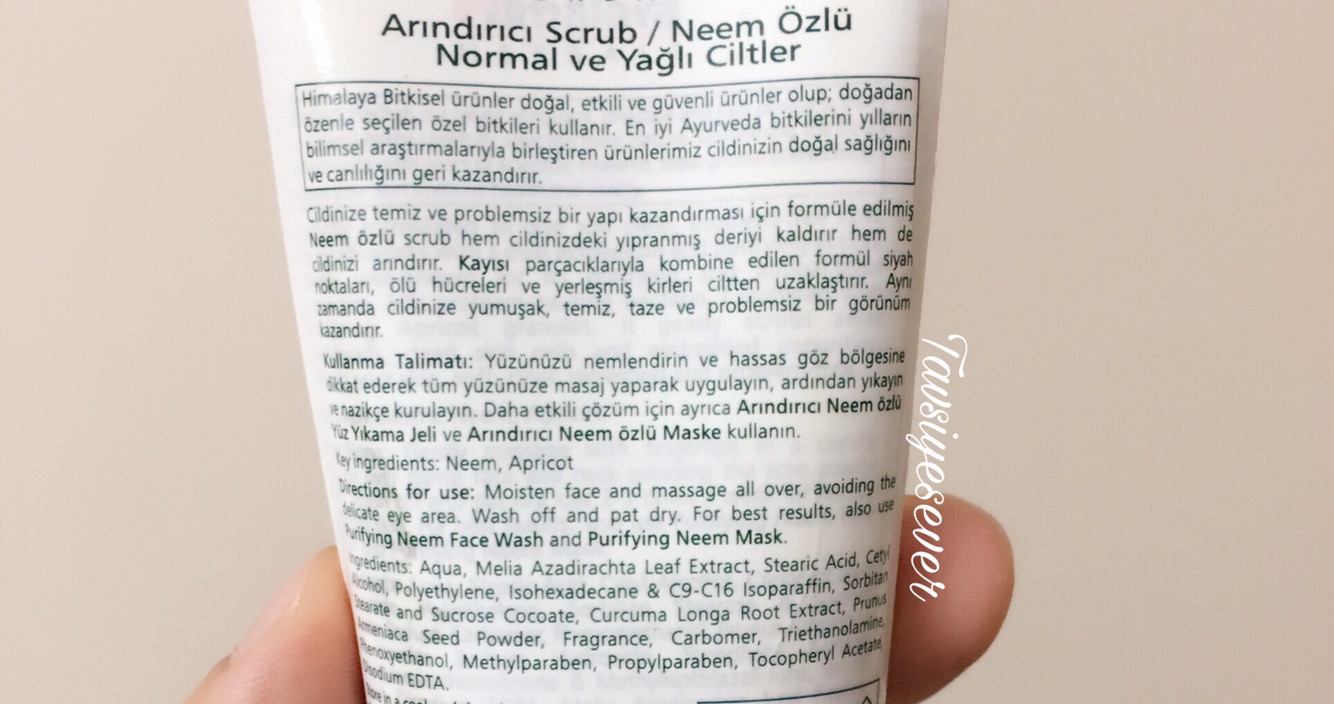 Arındırıcı Scrub / Neem Özlü
Normal ve Yağlı Ciltler
Himalaya Bitkisel ürünler doğal, etkili ve güvenli ürünler olup; doğadan
özenle seçilen özel bitkileri kullanır. En iyi Ayurveda bitkilerini yılların
bilimsel araştırmalarıyla birleştiren ürünlerimiz cildinizin doğal sağlığını
ve canlılığını geri kazandırır.
Cildinize temiz ve problemsiz bir yapı kazandırması için formüle edilmiş
Neem özlü scrub hem cildinizdeki yıpranmış deriyi kaldırır hem de
cildinizi arındırır. Kayısı parçacıklarıyla kombine edilen formül siyah
noktaları, ölü hücreleri ve yerleşmiş kirleri ciltten uzaklaştırır. Aynı
zamanda cildinize yumuşak, temiz, taze ve problemsiz bir görünüm
kazandırır.
Kullanma Talimatı: Yüzünüzü nemlendirin ve hassas göz bölgesine
dikkat ederek tüm yüzünüze masaj yaparak uygulayın, ardından yıkayın
ve nazikçe kurulayın. Daha etkili çözüm için ayrıca Arındırıcı Neem özlü
Yüz Yıkama Jeli ve Arındırıcı Neem özlü Maske kullanın.
Key ingredients: Neem, Apricot
Directions for use: Moisten face and massage all over, avoiding the
delicate eye area. Wash off and pat dry. For best results, also use
Purifying Neem Face Wash and Purifying Neem Mask.
Ingredients: Aqua, Melia Azadirachta Leaf Extract, Stearic Acid, Cetyl
Alcohol, Polyethylene, Isohexadecane & C9-C16 Isoparaffin, Sorbitan
Stearate and Sucrose Cocoate, Curcuma Longa Root Extract, Prunus
Armeniaca Seed Powder, Fragrance, Carbomer, Triethanolamine,
Phenoxyethanol, Methylparaben, Propylparaben, Tocopheryl Acetate,
Disodium EDTA.
Store in a
Tavsiyesever